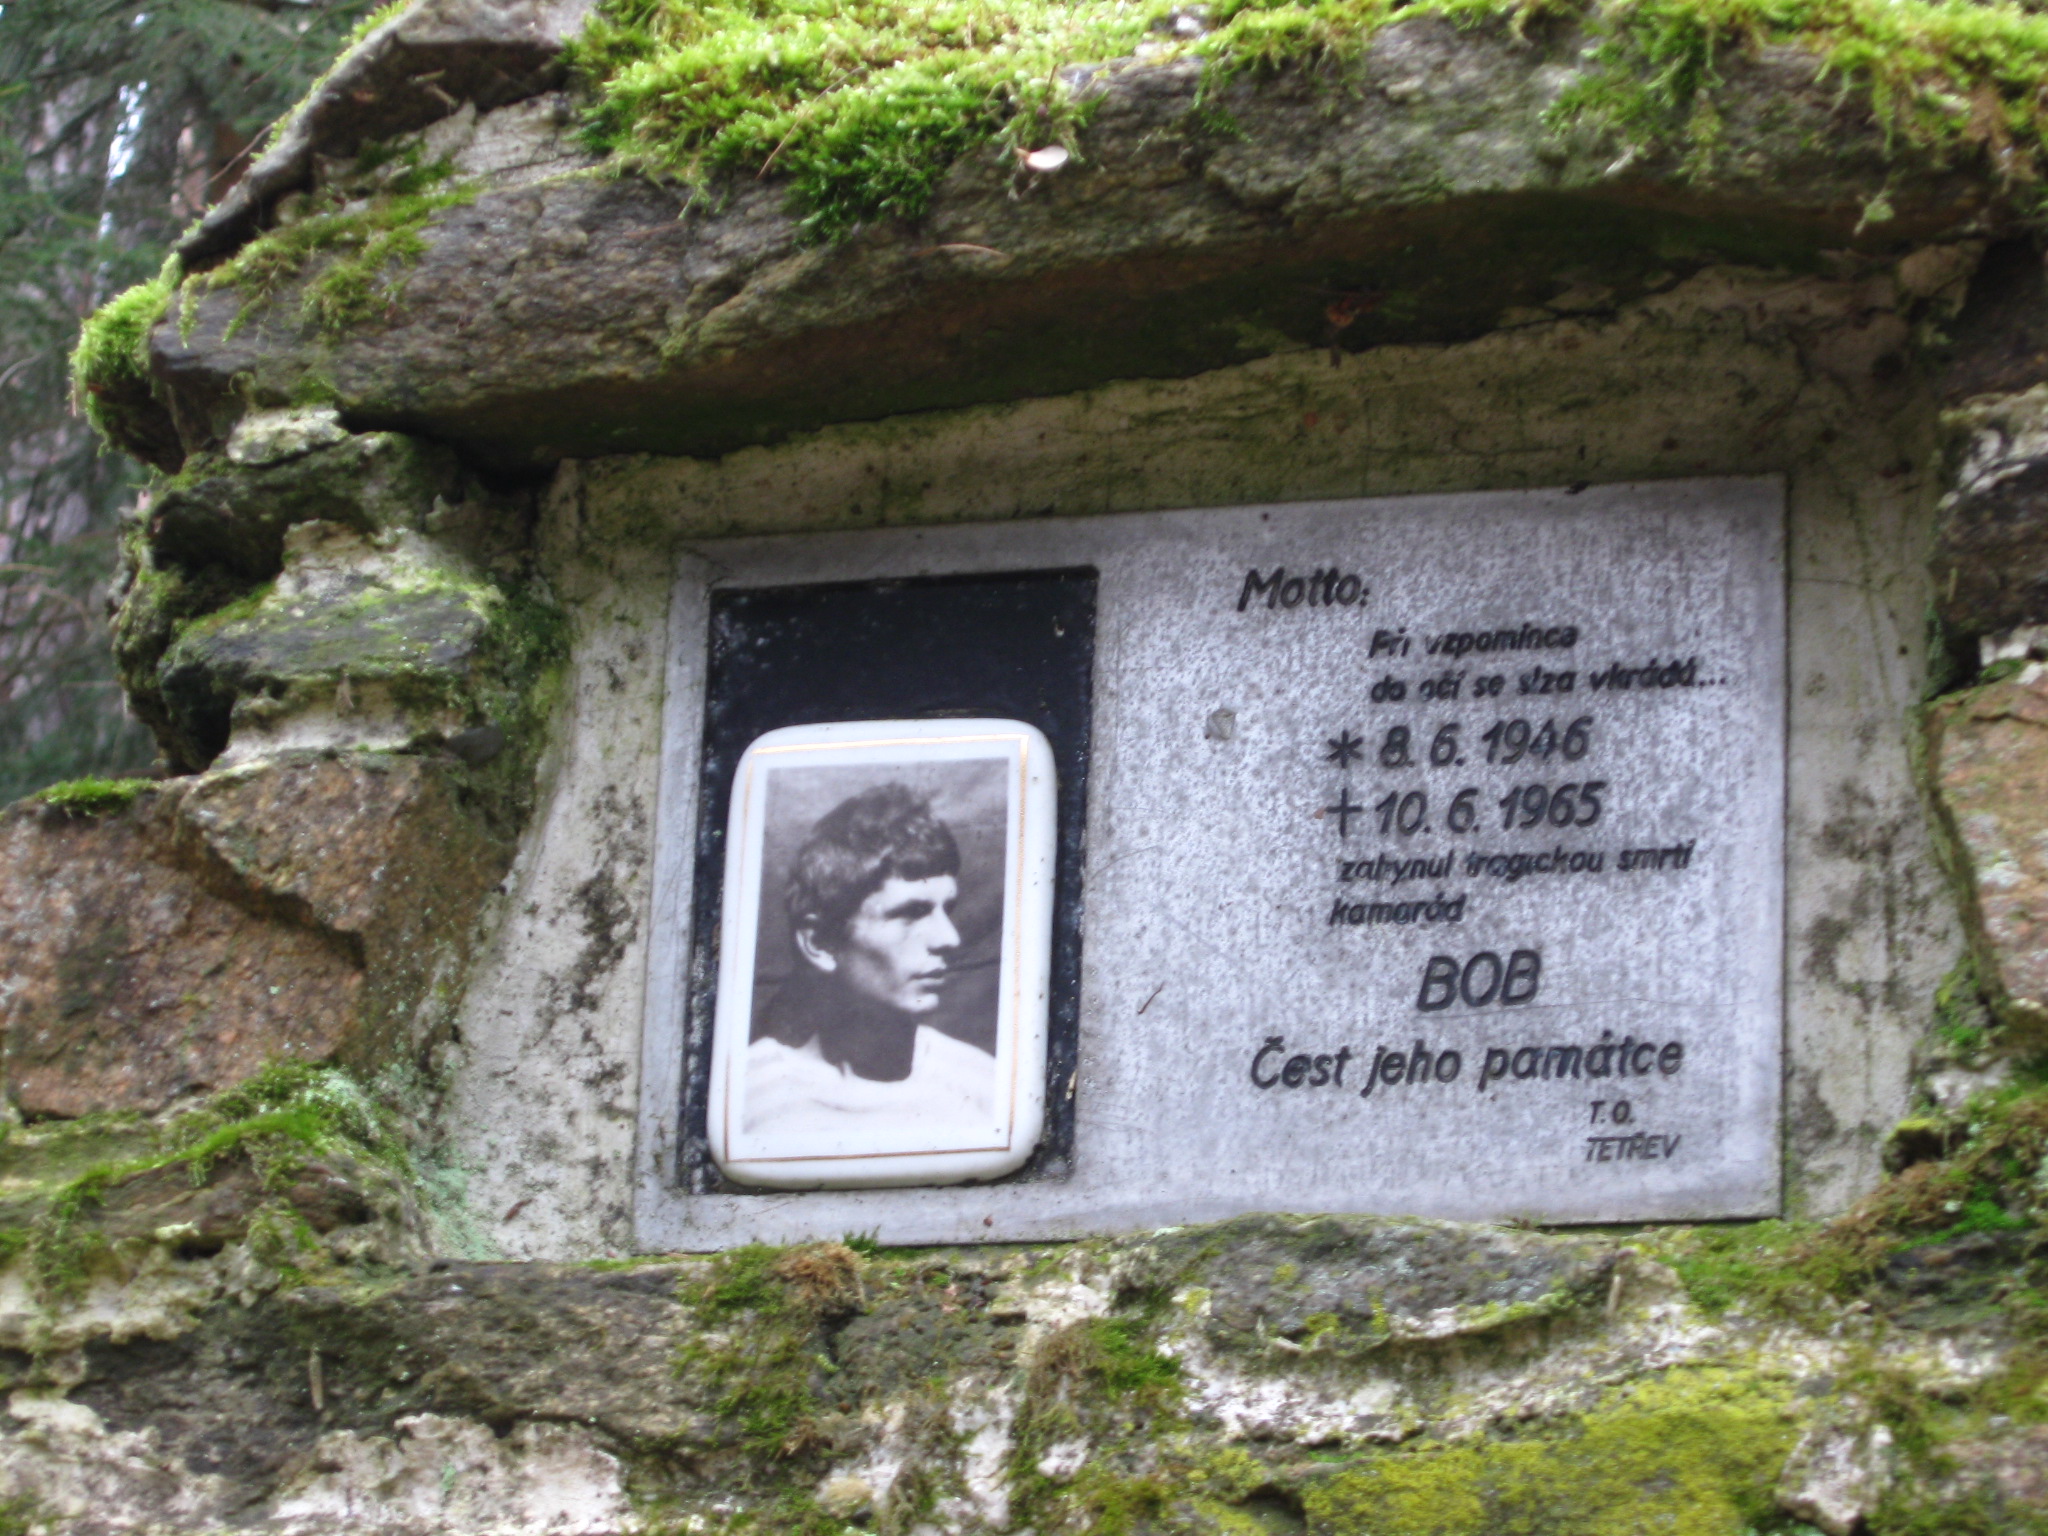 Motto:
Při vzpomínce
do očí se slza vkrádá...
* 8. 6. 1946
† 10. 6. 1965
zahynul tragickou smrtí
kamarád
BOB
Čest jeho památce
T. O.
TETŘEV